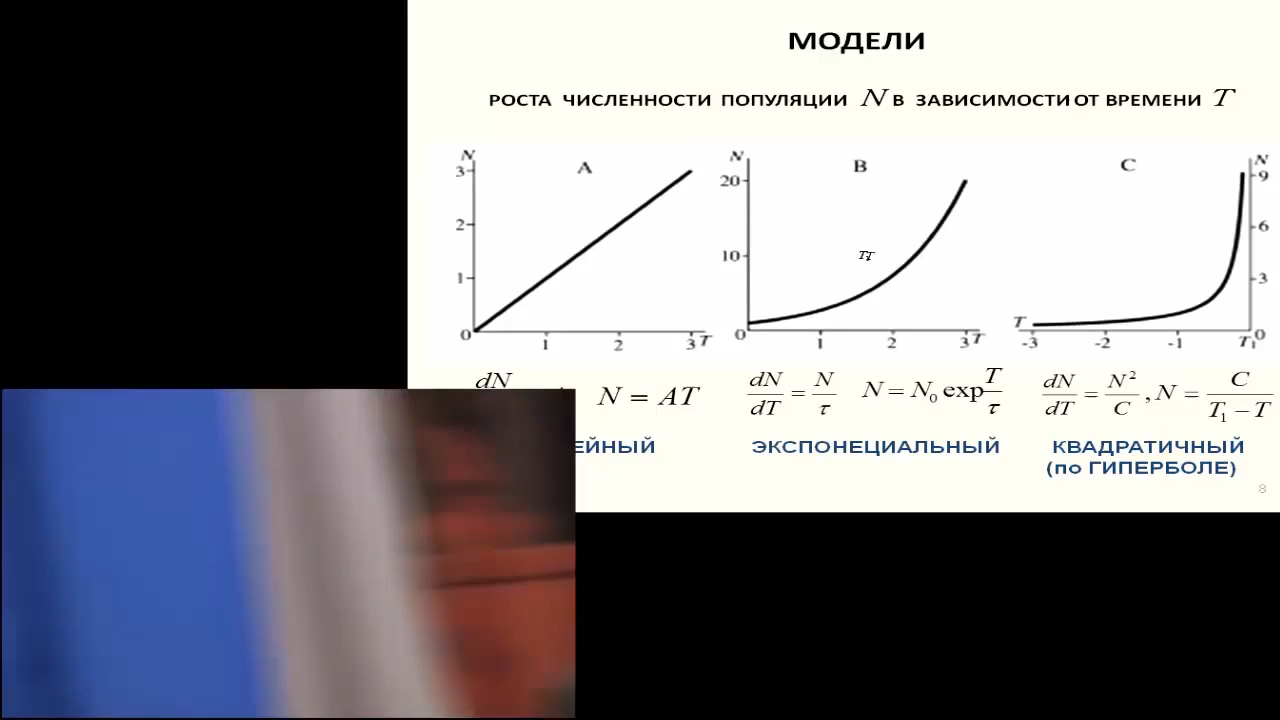 МОДЕЛИ
РОСТА ЧИСЛЕННОСТИ ПОПУЛЯЦИИ N В ЗАВИСИМОСТИ ОТ ВРЕМЕНИ T
N
3
2
1
0
1
2
3
T
A
N
20
10
0
1
2
3
T
B
C
N
9
6
3
0
T
-3
-2
-1
T₁
dN
N = AT
dN/dT = N/τ N = N₀ exp T/τ
dN/dT = N²/C , N = C/(T₁ − T)
ЕЙНЫЙ
ЭКСПОНЕЦИАЛЬНЫЙ
КВАДРАТИЧНЫЙ
(по ГИПЕРБОЛЕ)
8